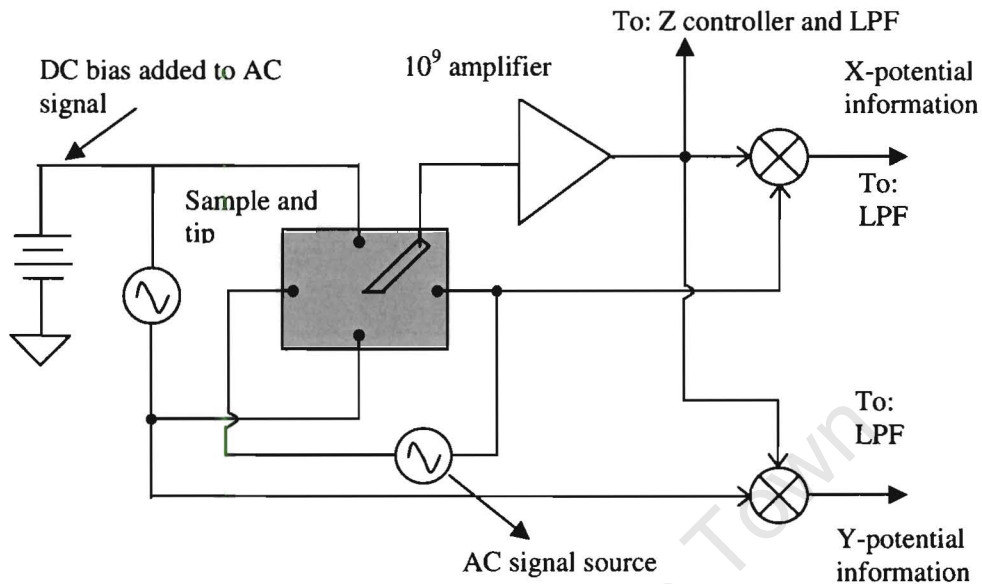 To: Z controller and LPF
DC bias added to AC
signal
10⁹ amplifier
X-potential
information
Sample and
tip
To:
LPF
To:
LPF
Town
AC signal source
Y-potential
information